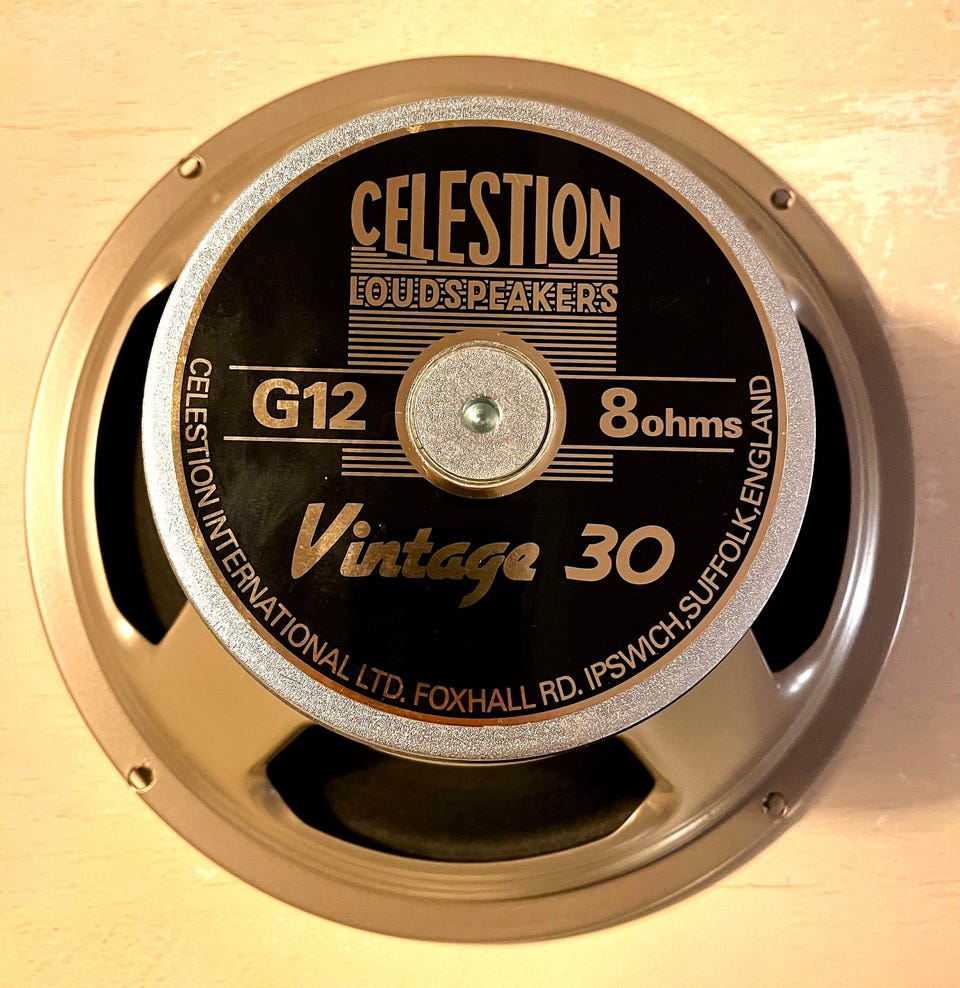 CELESTION
LOUDSPEAKERS
G12
8ohms
Vintage 30
CELESTION INTERNATIONAL LTD. FOXHALL RD. IPSWICH,SUFFOLK,ENGLAND